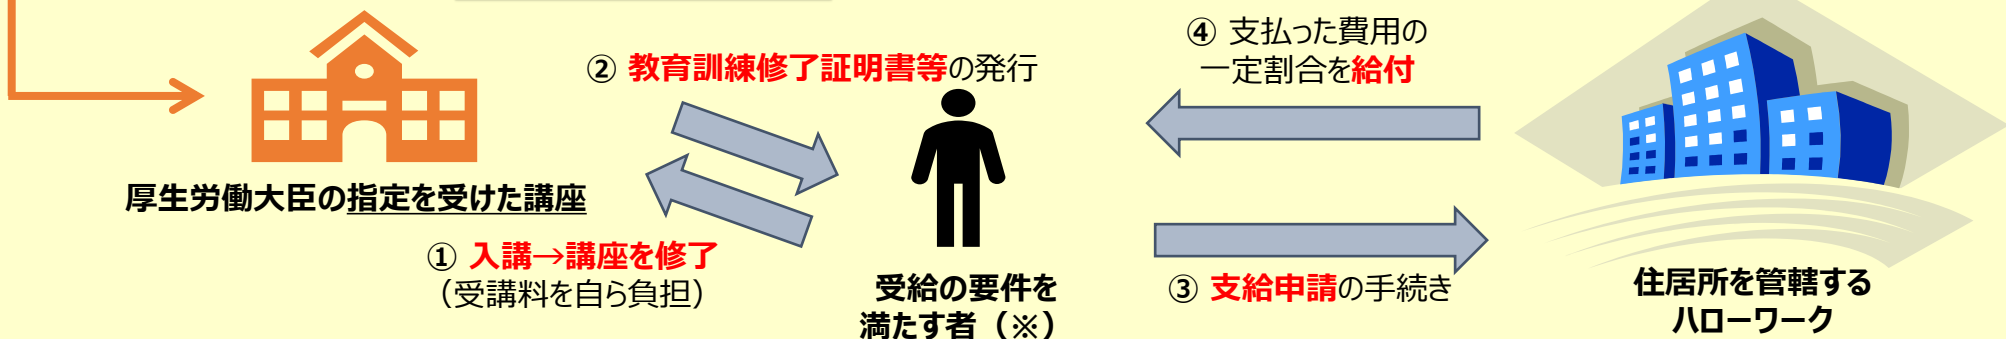 ④ 支払った費用の
一定割合を給付
② 教育訓練修了証明書等の発行
厚生労働大臣の指定を受けた講座
① 入講→講座を修了
（受講料を自ら負担）
受給の要件を
満たす者（※）
③ 支給申請の手続き
住居所を管轄する
ハローワーク